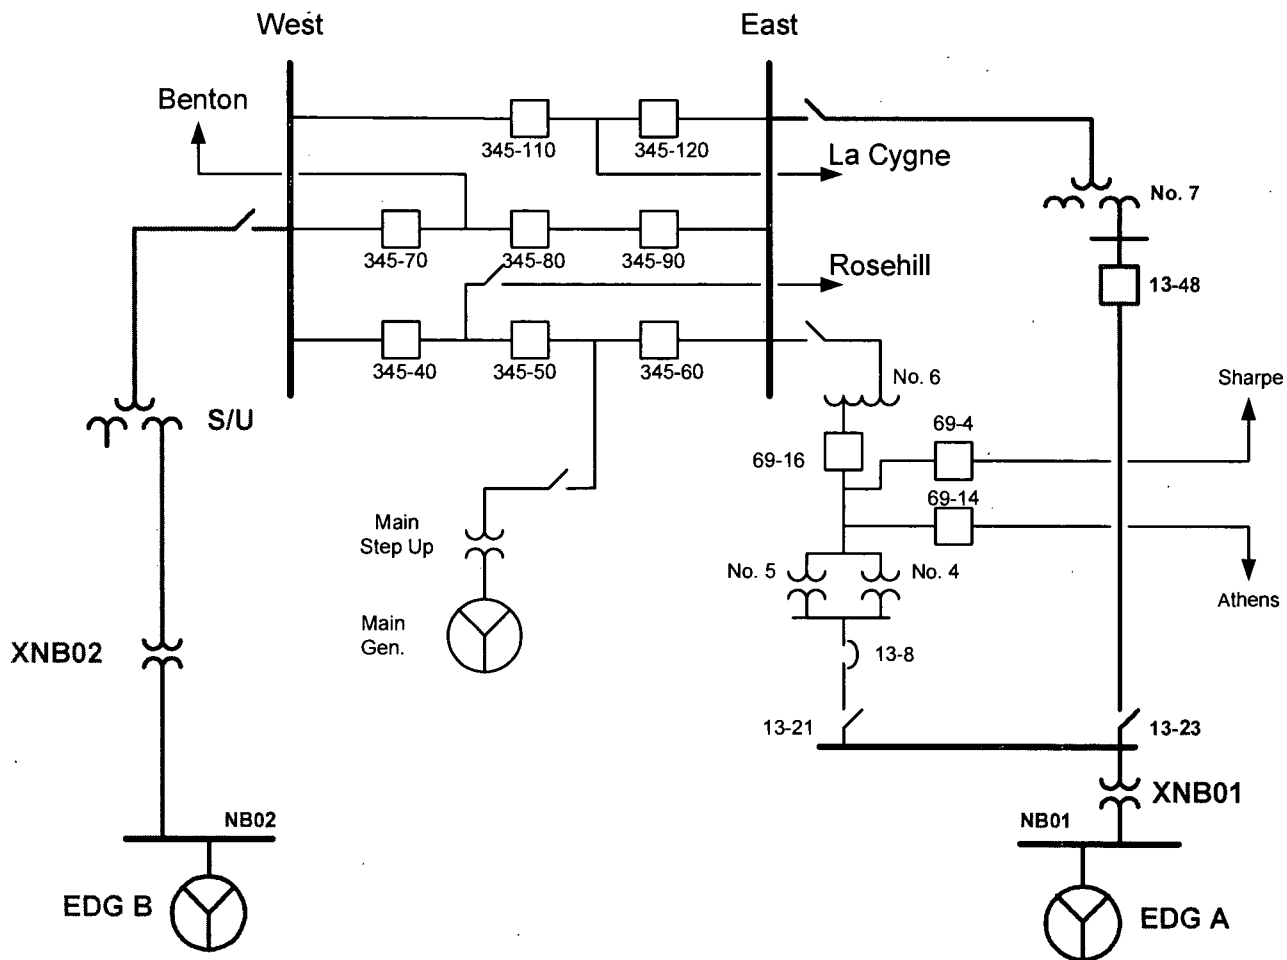 West
East
Benton
345-110
345-120
La Cygne
No. 7
345-70
345-80
345-90
Rosehill
13-48
345-40
345-50
345-60
No. 6
Sharpe
S/U
69-4
69-16
69-14
Main
Step Up
No. 5
No. 4
Athens
Main
Gen.
XNB02
13-8
13-21
13-23
XNB01
NB02
NB01
EDG B
EDG A